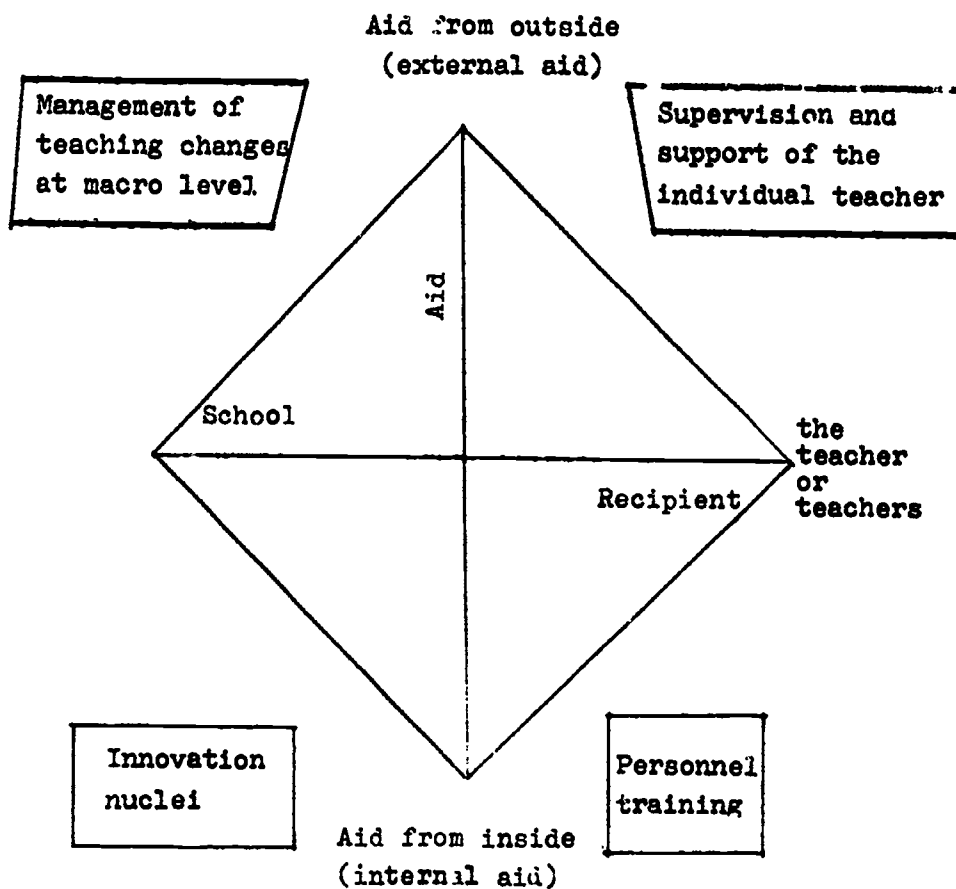 Aid from outside
(external aid)
Management of
teaching changes
at macro level
Supervision and
support of the
individual teacher
Aid
School
the
teacher
or
teachers
Recipient
Innovation
nuclei
Personnel
training
Aid from inside
(internal aid)